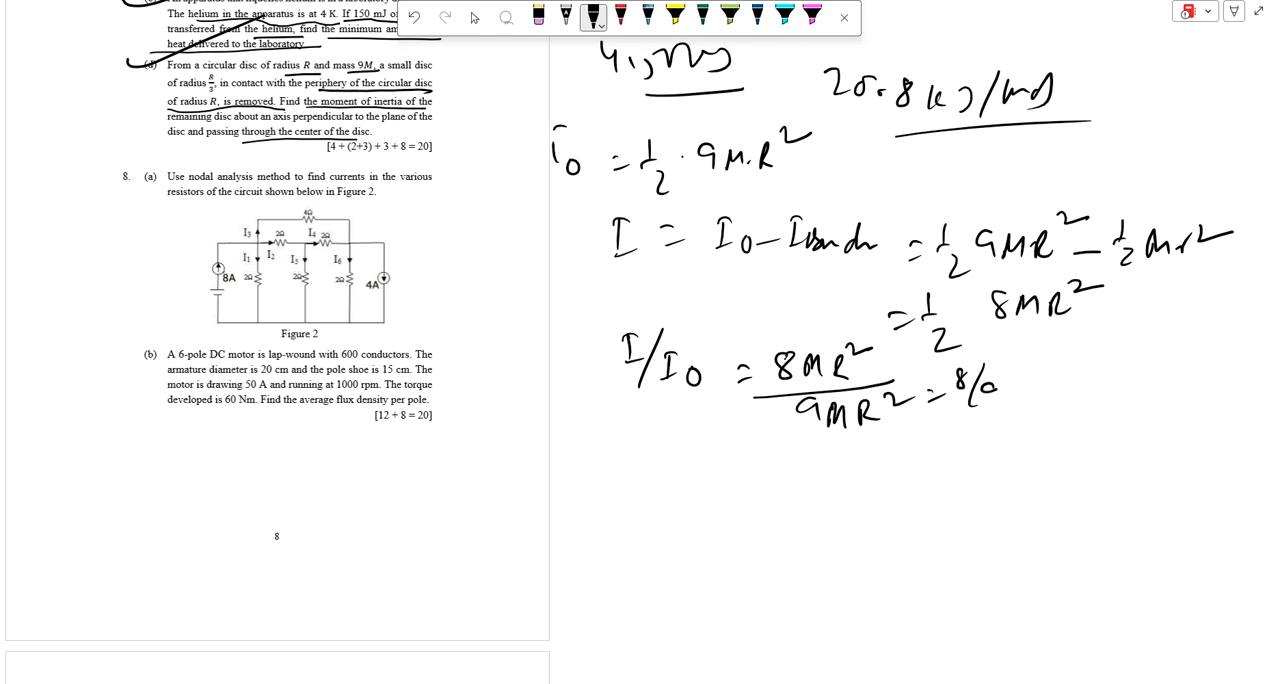 The helium in the apparatus is at 4 K. If 150 mJ o
transferred from the helium, find the minimum am
heat delivered to the laboratory
(d) From a circular disc of radius R and mass 9M, a small disc
of radius R/3, in contact with the periphery of the circular disc
of radius R, is removed. Find the moment of inertia of the
remaining disc about an axis perpendicular to the plane of the
disc and passing through the center of the disc.
[4 + (2+3) + 3 + 8 = 20]
8. (a) Use nodal analysis method to find currents in the various
resistors of the circuit shown below in Figure 2.
4Ω
I3 2Ω I4 2Ω
I1 I2 I5 I6
8A 2Ω 2Ω 2Ω 4A
Figure 2
(b) A 6-pole DC motor is lap-wound with 600 conductors. The
armature diameter is 20 cm and the pole shoe is 15 cm. The
motor is drawing 50 A and running at 1000 rpm. The torque
developed is 60 Nm. Find the average flux density per pole.
[12 + 8 = 20]
8
I0 = 1/2 · 9M.R²
I = I0 - = 1/2 9MR² - 1/2 mr²
= 1/2 8MR²
I/I0 = 8MR²/9MR² = 8/